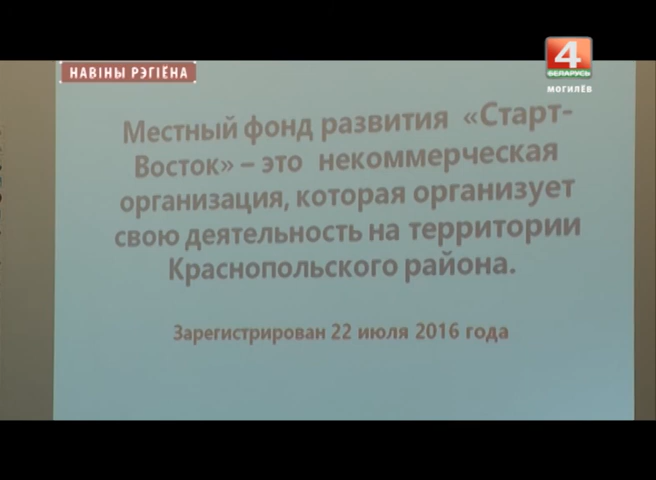 НАВІНЫ РЭГІЁНА
4
БЕЛАРУСЬ
МОГИЛЁВ
Местный фонд развития «Старт-
Восток» – это некоммерческая
организация, которая организует
свою деятельность на территории
Краснопольского района.
Зарегистрирован 22 июля 2016 года